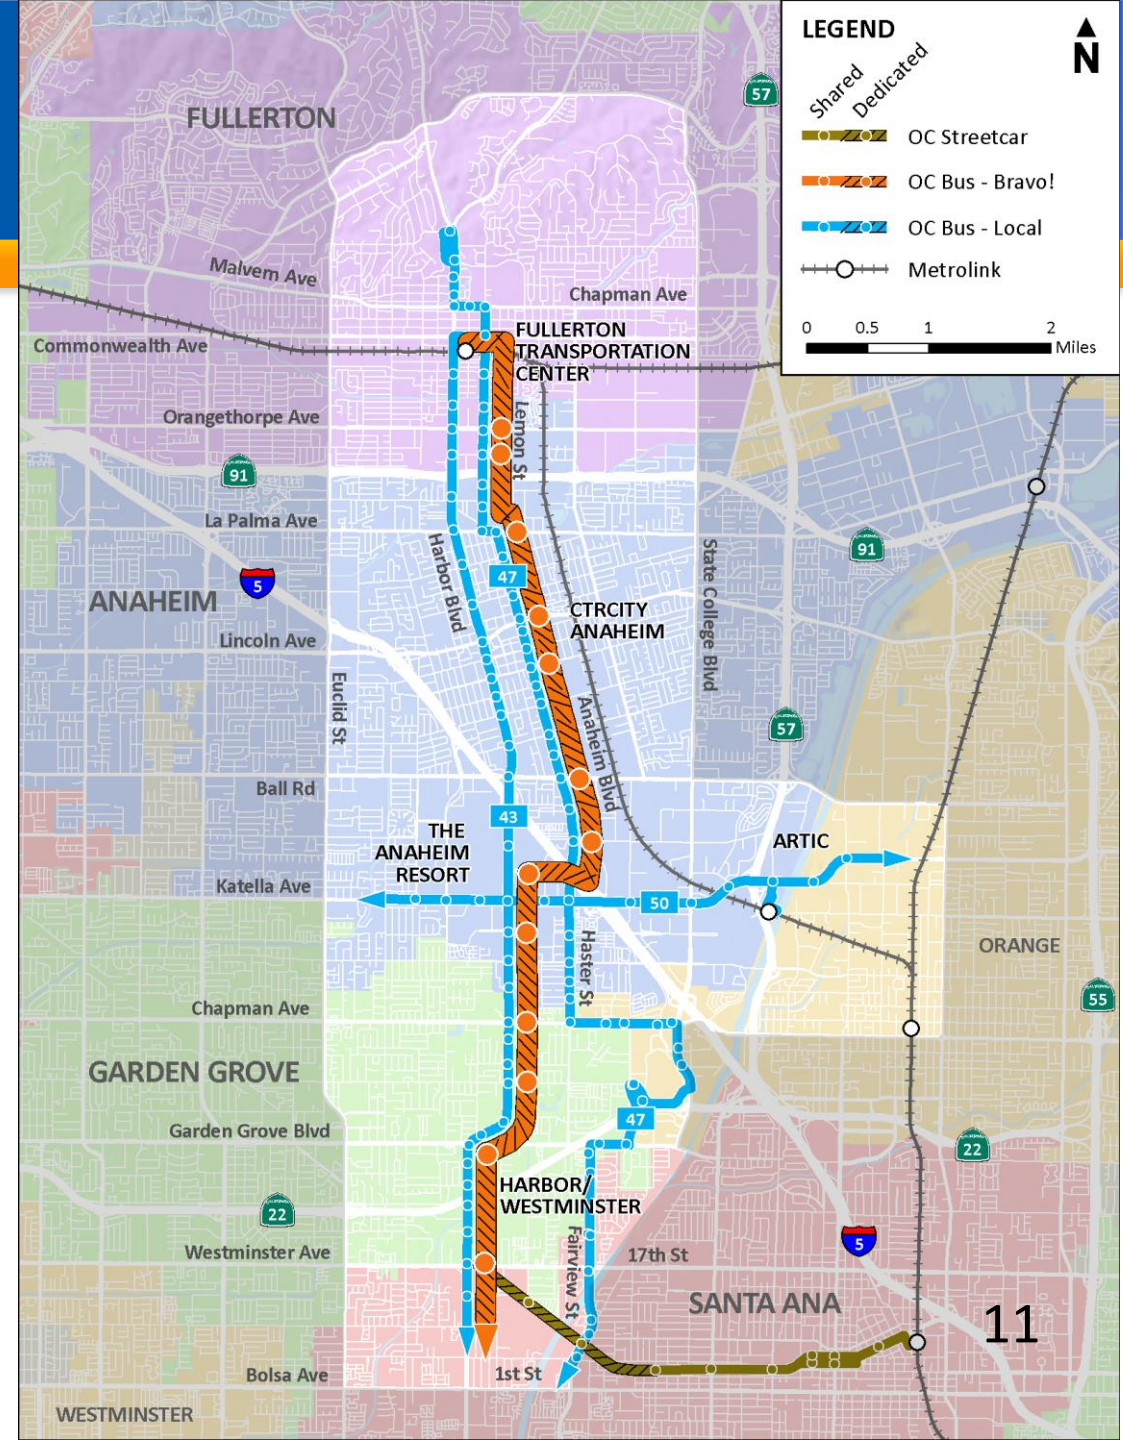 LEGEND
N
Shared
Dedicated
OC Streetcar
OC Bus - Bravo!
OC Bus - Local
Metrolink
0 0.5 1 2
Miles
57
FULLERTON
Malvern Ave
Chapman Ave
Commonwealth Ave
FULLERTON
TRANSPORTATION
CENTER
Orangethorpe Ave
Lemon St
91
La Palma Ave
Harbor Blvd
State College Blvd
91
5
47
ANAHEIM
CTRCITY
ANAHEIM
Lincoln Ave
Euclid St
Anaheim Blvd
57
Ball Rd
43
THE
ANAHEIM
RESORT
ARTIC
Katella Ave
50
Haster St
ORANGE
55
Chapman Ave
GARDEN GROVE
47
Garden Grove Blvd
22
HARBOR/
WESTMINSTER
22
Westminster Ave
Fairview St
17th St
5
SANTA ANA
11
Bolsa Ave
1st St
WESTMINSTER